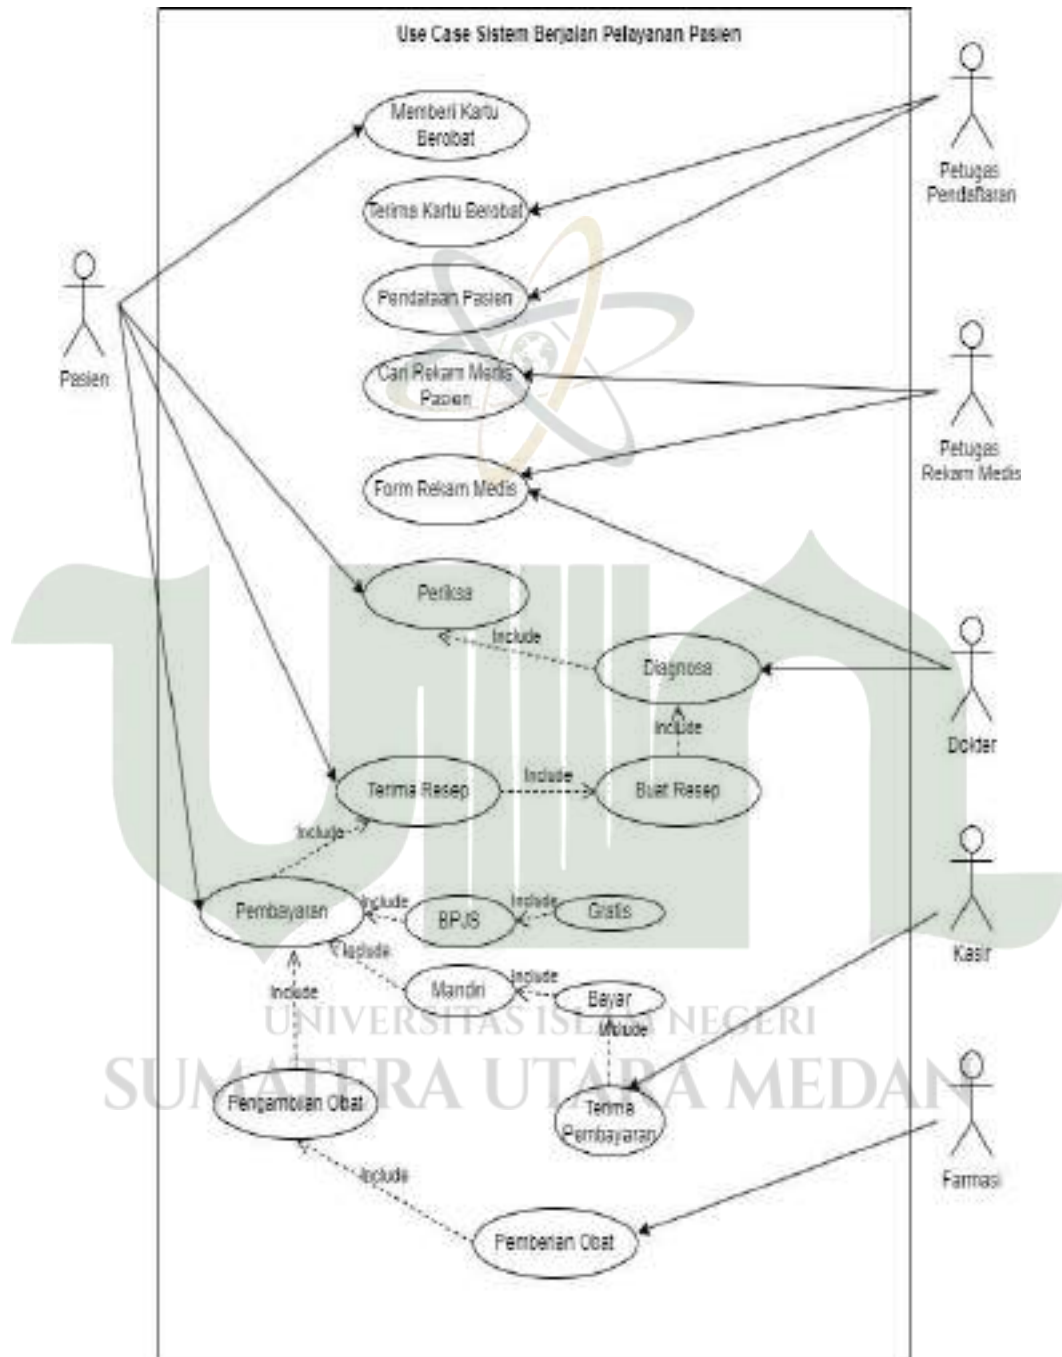 Use Case Sistem Berjalan Pelayanan Pasien
Memberi Kartu
Berobat
Petugas
Pendaftaran
Terima Kartu Berobat
Pendataan Pasien
Pasien
Cari Rekam Medis
Pasien
Petugas
Rekam Medis
Form Rekam Medis
Periksa
Include
Diagnosa
Include
Dokter
Terima Resep
Include
Buat Resep
Include
Pembayaran
Include
BPJS
Include
Gratis
Kasir
Include
Mandiri
Include
Bayar
Include
Include
UNIVERSITAS ISLAM NEGERI
SUMATERA UTARA MEDAN
Pengambilan Obat
Terima
Pembayaran
Include
Farmasi
Pemberian Obat